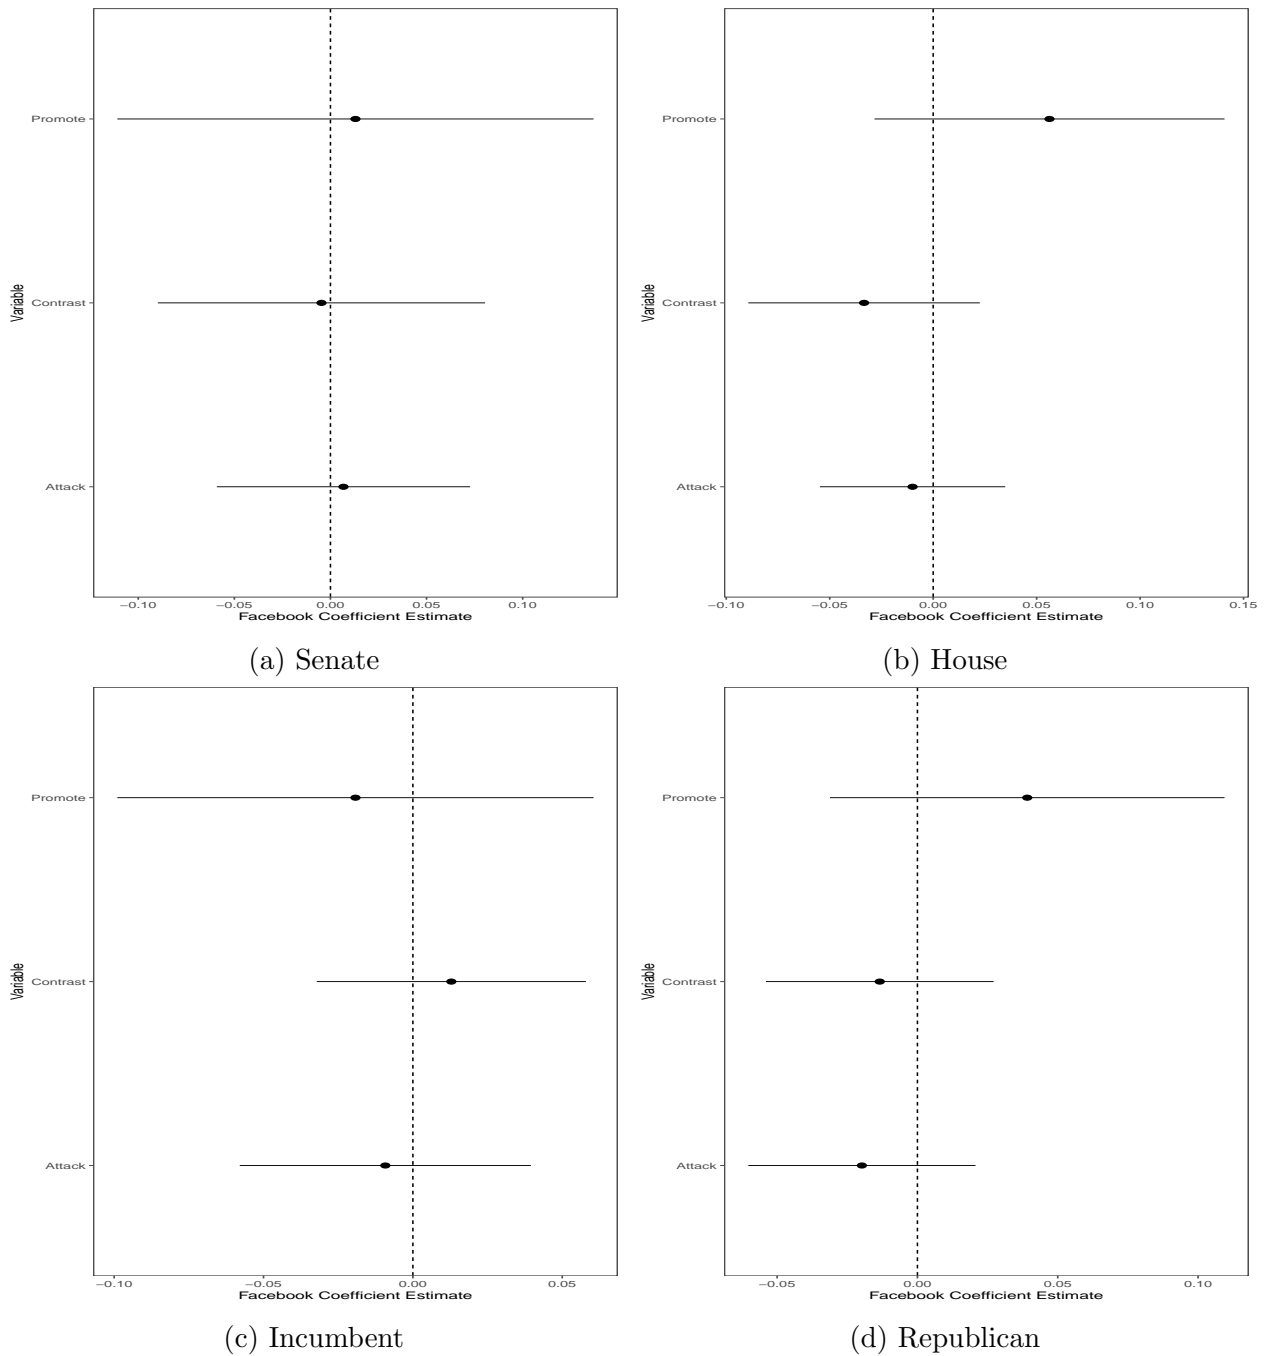 Promote
Contrast
Attack
Variable
−0.10 −0.05 0.00 0.05 0.10
Facebook Coefficient Estimate
(a) Senate
Promote
Contrast
Attack
Variable
−0.10 −0.05 0.00 0.05 0.10 0.15
Facebook Coefficient Estimate
(b) House
Promote
Contrast
Attack
Variable
−0.10 −0.05 0.00 0.05
Facebook Coefficient Estimate
(c) Incumbent
Promote
Contrast
Attack
Variable
−0.05 0.00 0.05 0.10
Facebook Coefficient Estimate
(d) Republican